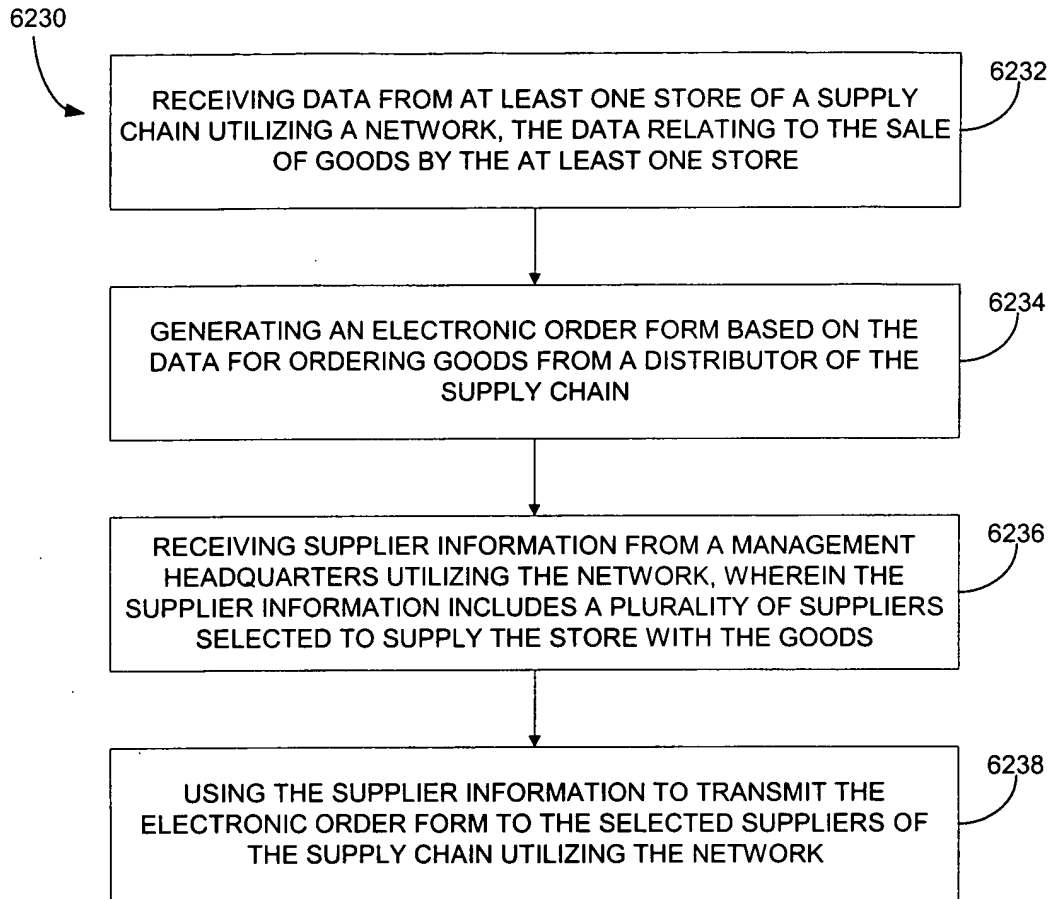 6230
6232
RECEIVING DATA FROM AT LEAST ONE STORE OF A SUPPLY
CHAIN UTILIZING A NETWORK, THE DATA RELATING TO THE SALE
OF GOODS BY THE AT LEAST ONE STORE
6234
GENERATING AN ELECTRONIC ORDER FORM BASED ON THE
DATA FOR ORDERING GOODS FROM A DISTRIBUTOR OF THE
SUPPLY CHAIN
6236
RECEIVING SUPPLIER INFORMATION FROM A MANAGEMENT
HEADQUARTERS UTILIZING THE NETWORK, WHEREIN THE
SUPPLIER INFORMATION INCLUDES A PLURALITY OF SUPPLIERS
SELECTED TO SUPPLY THE STORE WITH THE GOODS
6238
USING THE SUPPLIER INFORMATION TO TRANSMIT THE
ELECTRONIC ORDER FORM TO THE SELECTED SUPPLIERS OF
THE SUPPLY CHAIN UTILIZING THE NETWORK